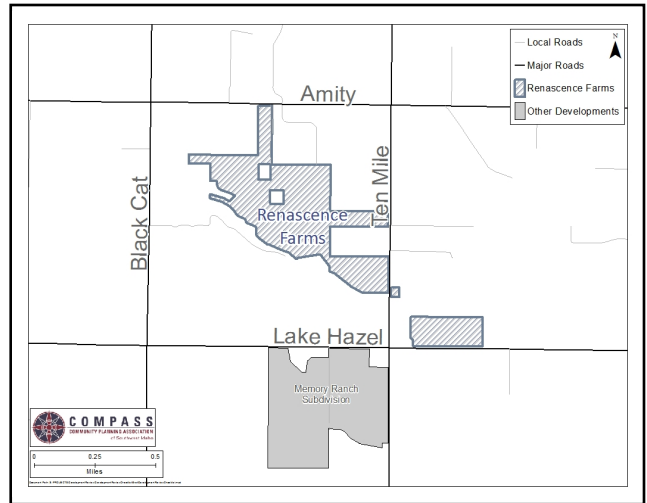 Local Roads
N
Major Roads
Renascence Farms
Other Developments
Amity
Black Cat
Ten Mile
Renascence
Farms
Lake Hazel
Memory Ranch
Subdivision
COMPASS
COMMUNITY PLANNING ASSOCIATION
of Southwest Idaho
0 0.25 0.5
Miles